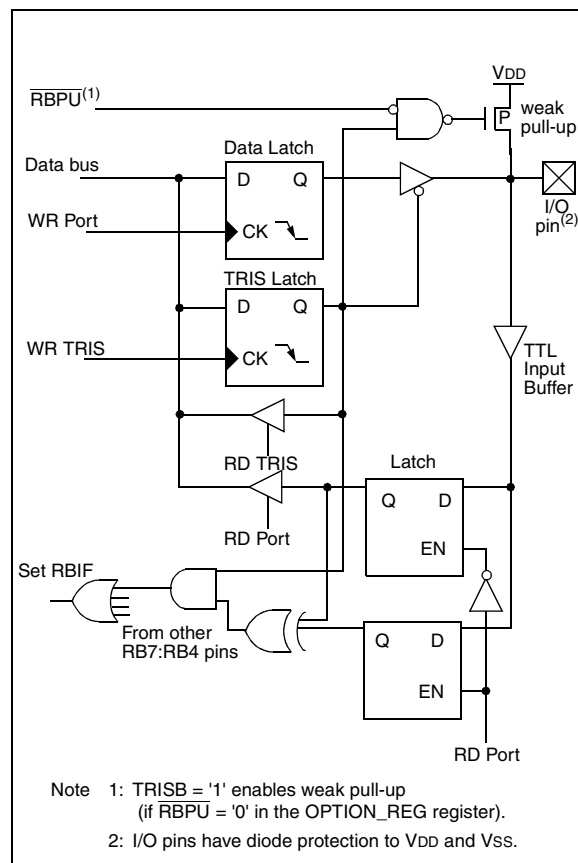 VDD
RBPU(1)
weak
pull-up
P
Data Latch
Data bus
D Q
I/O
pin(2)
WR Port
CK
TRIS Latch
D Q
WR TRIS
CK
TTL
Input
Buffer
RD TRIS
Latch
Q D
RD Port
EN
Set RBIF
From other
RB7:RB4 pins
Q D
EN
RD Port
Note 1: TRISB = '1' enables weak pull-up
(if RBPU = '0' in the OPTION_REG register).
2: I/O pins have diode protection to VDD and VSS.